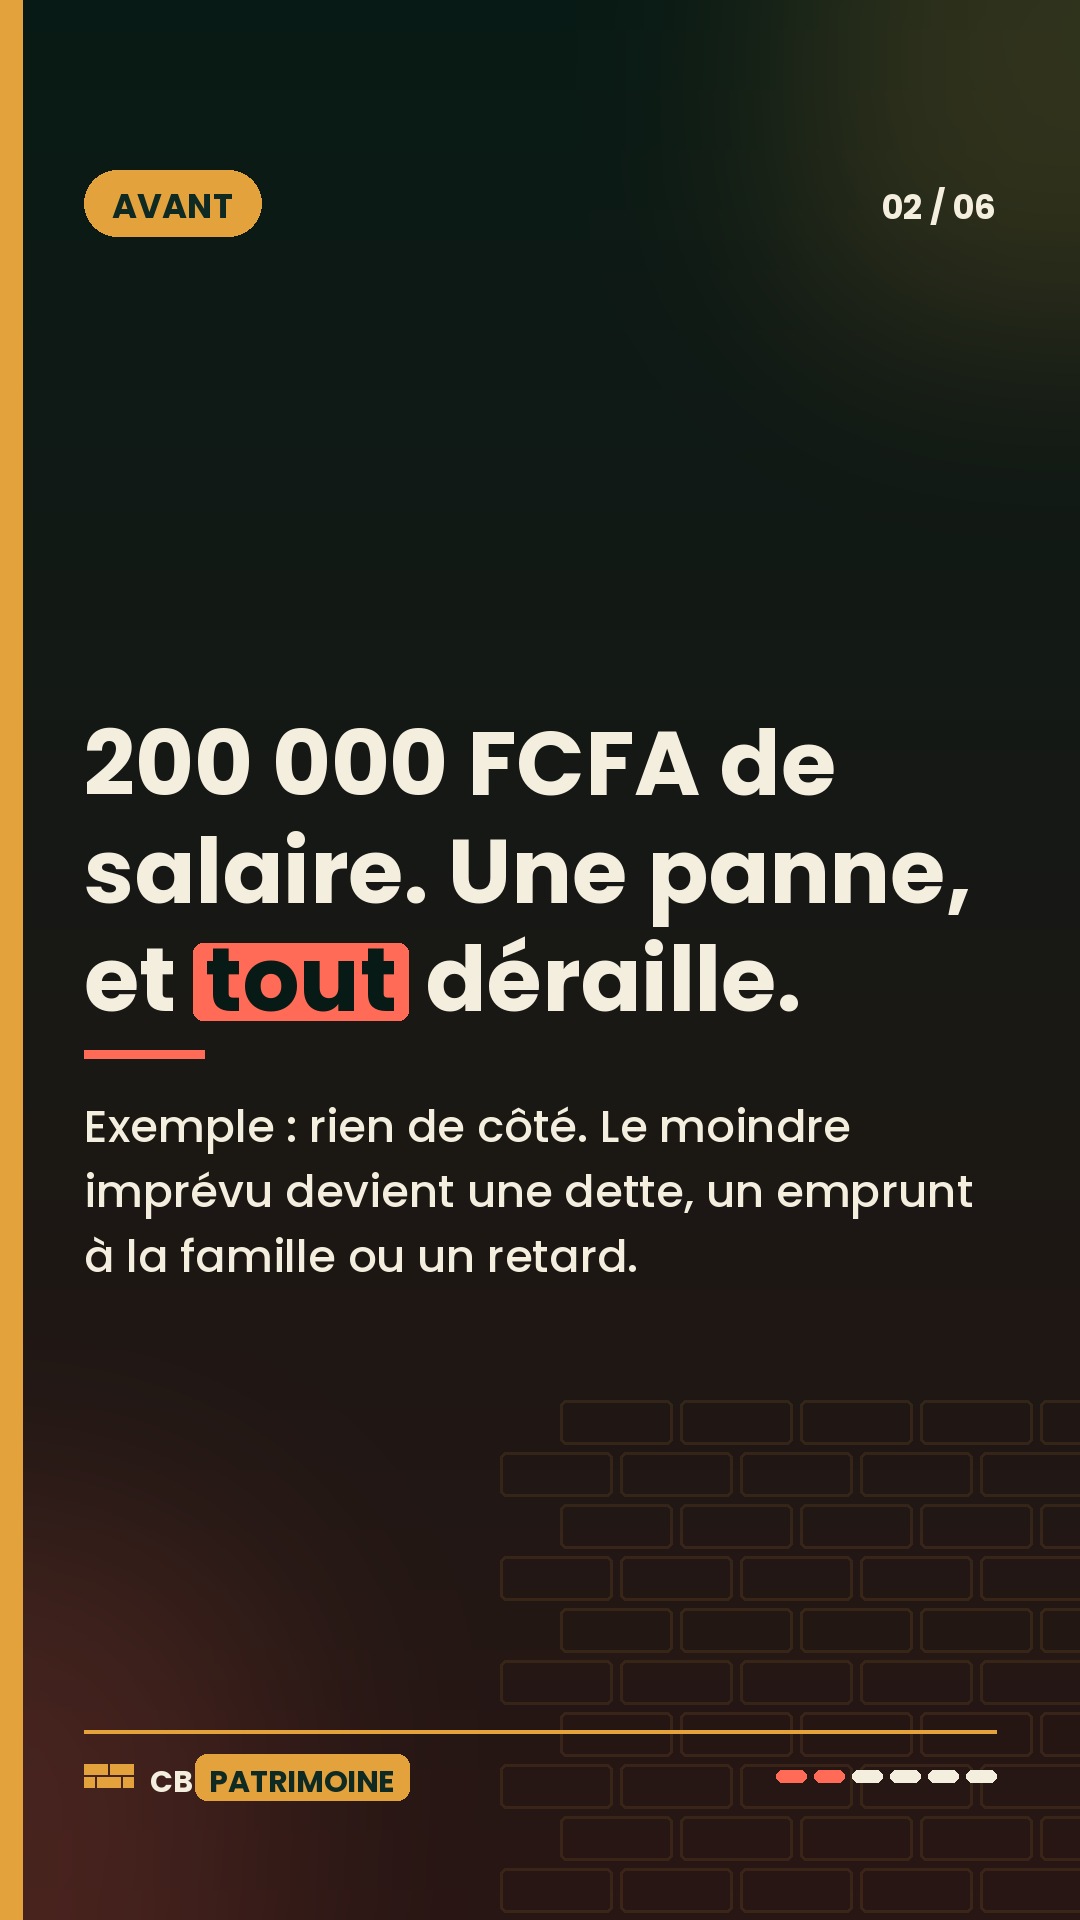 AVANT
02 / 06
200 000 FCFA de
salaire. Une panne,
et tout déraille.
Exemple : rien de côté. Le moindre
imprévu devient une dette, un emprunt
à la famille ou un retard.
CB PATRIMOINE